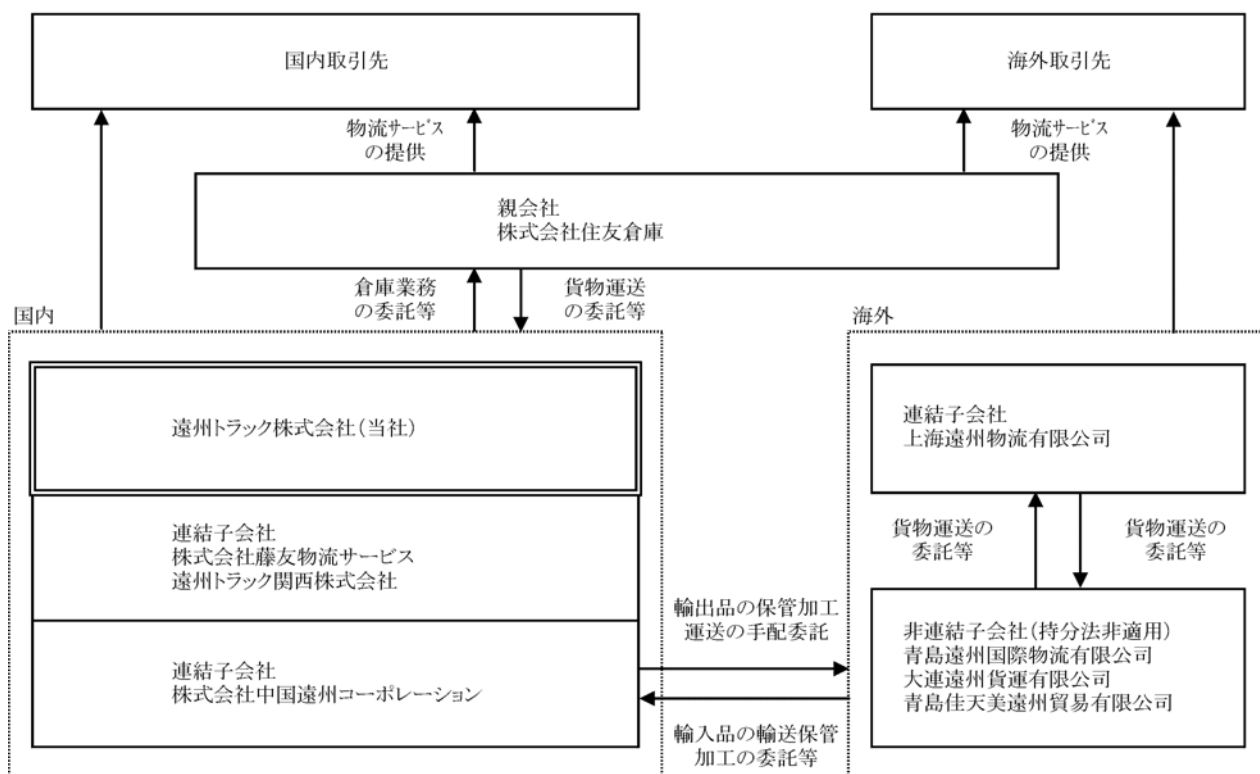 国内取引先
海外取引先
物流サービス
の提供
物流サービス
の提供
親会社
株式会社住友倉庫
倉庫業務
の委託等
貨物運送
の委託等
国内
海外
遠州トラック株式会社(当社)
連結子会社
上海遠州物流有限公司
連結子会社
株式会社藤友物流サービス
遠州トラック関西株式会社
貨物運送の
委託等
貨物運送の
委託等
輸出品の保管加工
運送の手配委託
連結子会社
株式会社中国遠州コーポレーション
非連結子会社(持分法非適用)
青島遠州国際物流有限公司
大連遠州貨運有限公司
青島佳天美遠州貿易有限公司
輸入品の輸送保管
加工の委託等